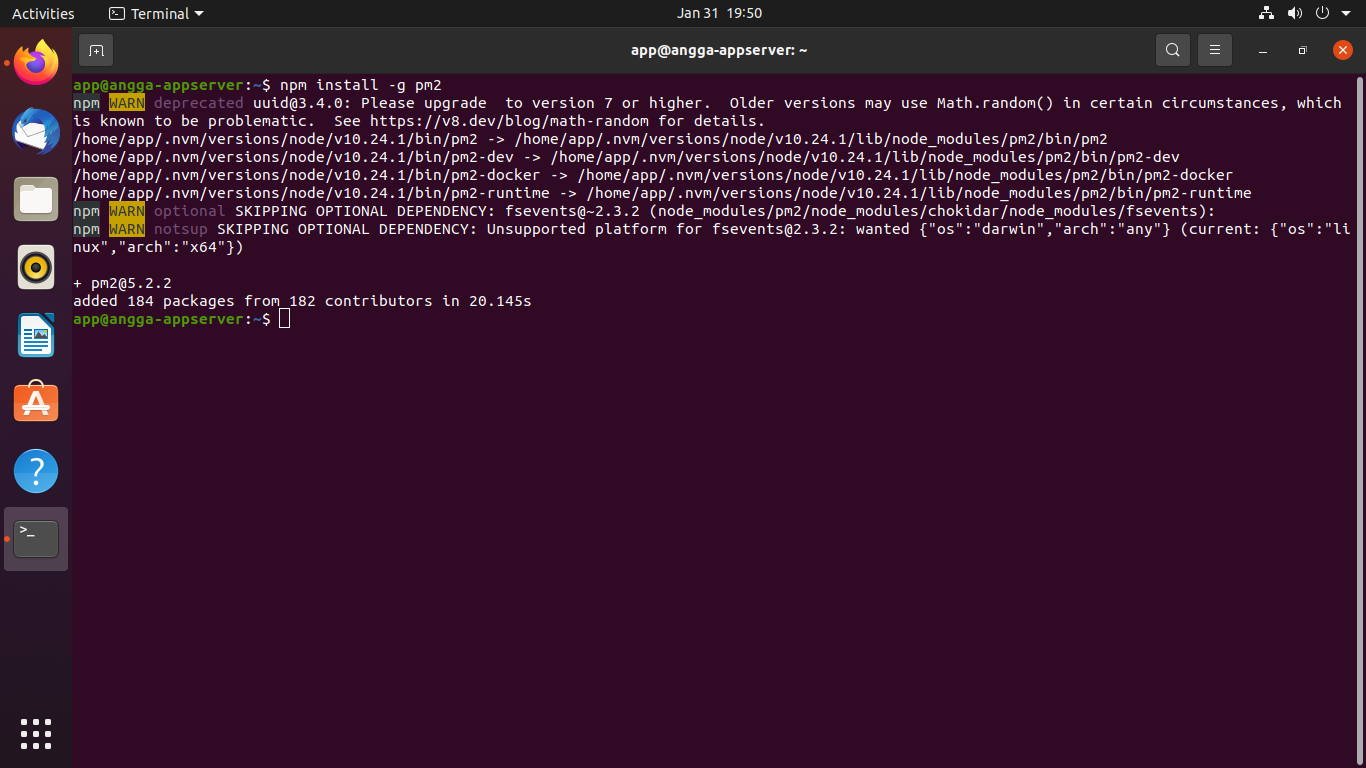 Activities
Terminal
Jan 31 19:50
app@angga-appserver: ~
app@angga-appserver:~$ npm install -g pm2
npm WARN deprecated uuid@3.4.0: Please upgrade  to version 7 or higher.  Older versions may use Math.random() in certain circumstances, which
is known to be problematic.  See https://v8.dev/blog/math-random for details.
/home/app/.nvm/versions/node/v10.24.1/bin/pm2 -> /home/app/.nvm/versions/node/v10.24.1/lib/node_modules/pm2/bin/pm2
/home/app/.nvm/versions/node/v10.24.1/bin/pm2-dev -> /home/app/.nvm/versions/node/v10.24.1/lib/node_modules/pm2/bin/pm2-dev
/home/app/.nvm/versions/node/v10.24.1/bin/pm2-docker -> /home/app/.nvm/versions/node/v10.24.1/lib/node_modules/pm2/bin/pm2-docker
/home/app/.nvm/versions/node/v10.24.1/bin/pm2-runtime -> /home/app/.nvm/versions/node/v10.24.1/lib/node_modules/pm2/bin/pm2-runtime
npm WARN optional SKIPPING OPTIONAL DEPENDENCY: fsevents@~2.3.2 (node_modules/pm2/node_modules/chokidar/node_modules/fsevents):
npm WARN notsup SKIPPING OPTIONAL DEPENDENCY: Unsupported platform for fsevents@2.3.2: wanted {"os":"darwin","arch":"any"} (current: {"os":"li
nux","arch":"x64"})
+ pm2@5.2.2
added 184 packages from 182 contributors in 20.145s
app@angga-appserver:~$